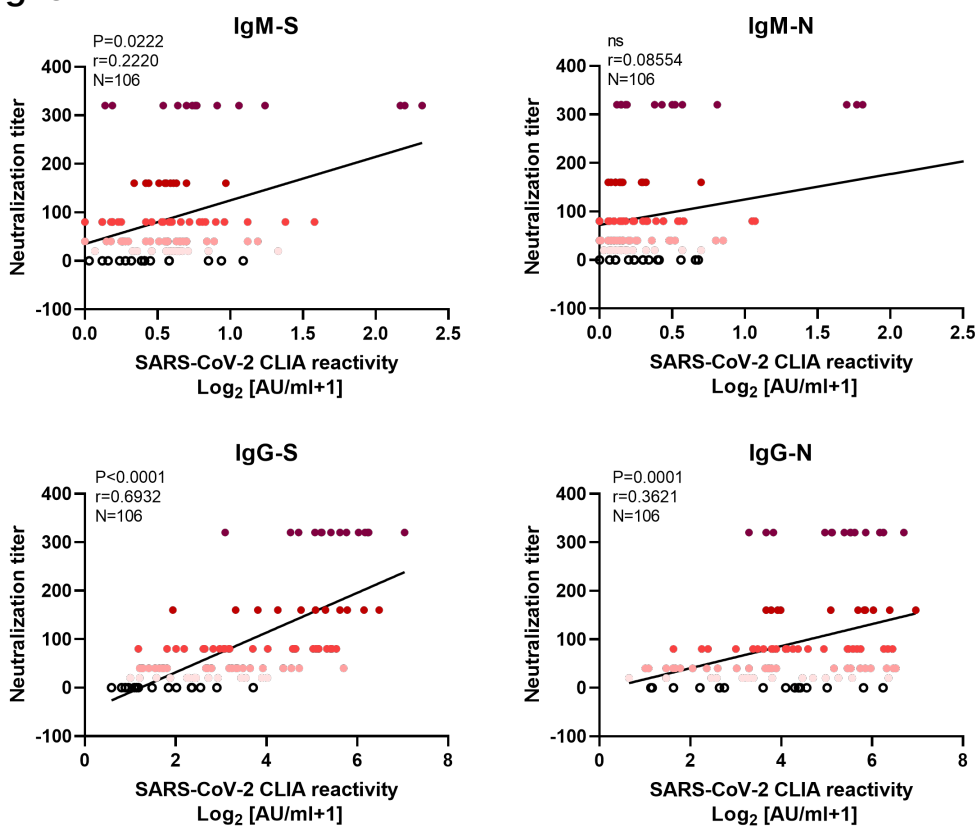 IgM-S
P=0.0222
r=0.2220
N=106
400
300
200
100
0
-100
Neutralization titer
0.0 0.5 1.0 1.5 2.0 2.5
SARS-CoV-2 CLIA reactivity
Log₂ [AU/ml+1]
IgM-N
ns
r=0.08554
N=106
400
300
200
100
0
-100
Neutralization titer
0.0 0.5 1.0 1.5 2.0 2.5
SARS-CoV-2 CLIA reactivity
Log₂ [AU/ml+1]
IgG-S
P<0.0001
r=0.6932
N=106
400
300
200
100
0
-100
Neutralization titer
0 2 4 6 8
SARS-CoV-2 CLIA reactivity
Log₂ [AU/ml+1]
IgG-N
P=0.0001
r=0.3621
N=106
400
300
200
100
0
-100
Neutralization titer
0 2 4 6 8
SARS-CoV-2 CLIA reactivity
Log₂ [AU/ml+1]